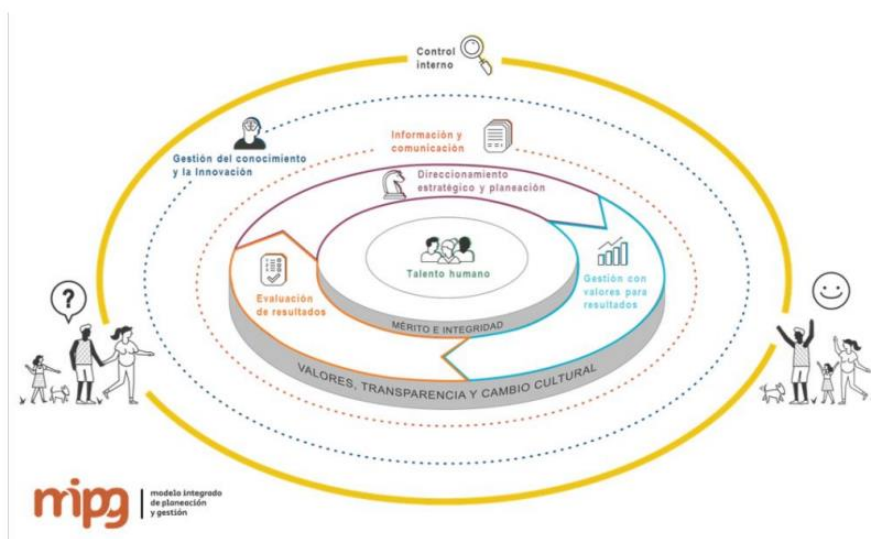 Control
interno
Información y
comunicación
Gestión del conocimiento
y la Innovación
Direccionamiento
estratégico y planeación
Talento humano
Gestión con
valores para
resultados
Evaluación
de resultados
MÉRITO E INTEGRIDAD
VALORES, TRANSPARENCIA Y CAMBIO CULTURAL
?
mipg
modelo integrado
de planeación
y gestión